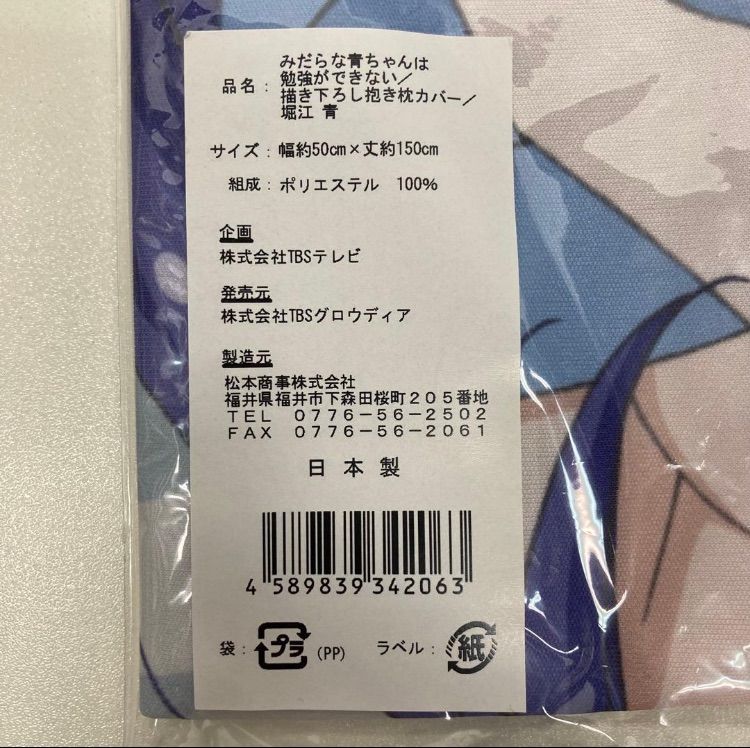 品名：みだらな青ちゃんは
勉強ができない／
描き下ろし抱き枕カバー／
堀江 青
サイズ：幅約50cm×丈約150cm
組成：ポリエステル 100％
企画
株式会社TBSテレビ
発売元
株式会社TBSグロウディア
製造元
松本商事株式会社
福井県福井市下森田桜町２０５番地
ＴＥＬ ０７７６－５６－２５０２
ＦＡＸ ０７７６－５６－２０６１
日本製
4 589839 342063
袋：プラ (PP) ラベル：紙